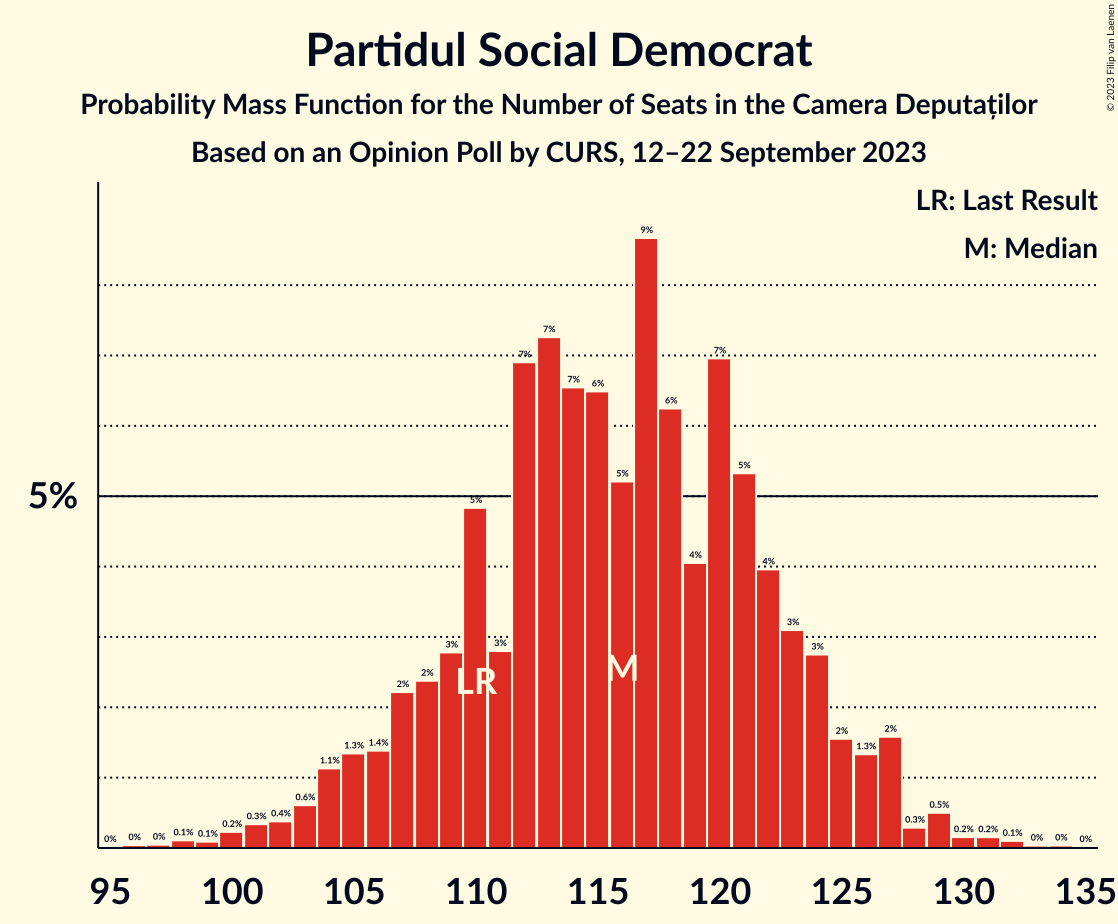 Partidul Social Democrat
Probability Mass Function for the Number of Seats in the Camera Deputaților
Based on an Opinion Poll by CURS, 12–22 September 2023
© 2023 Filip van Laenen
LR: Last Result
M: Median
5%
0% 0% 0% 0.1% 0.1% 0.2% 0.3% 0.4% 0.6% 1.1% 1.3% 1.4% 2% 2% 3% 5% 3% 7% 7% 7% 6% 5% 9% 6% 4% 7% 5% 4% 3% 3% 2% 1.3% 2% 0.3% 0.5% 0.2% 0.2% 0.1% 0% 0% 0%
LR M
95 100 105 110 115 120 125 130 135